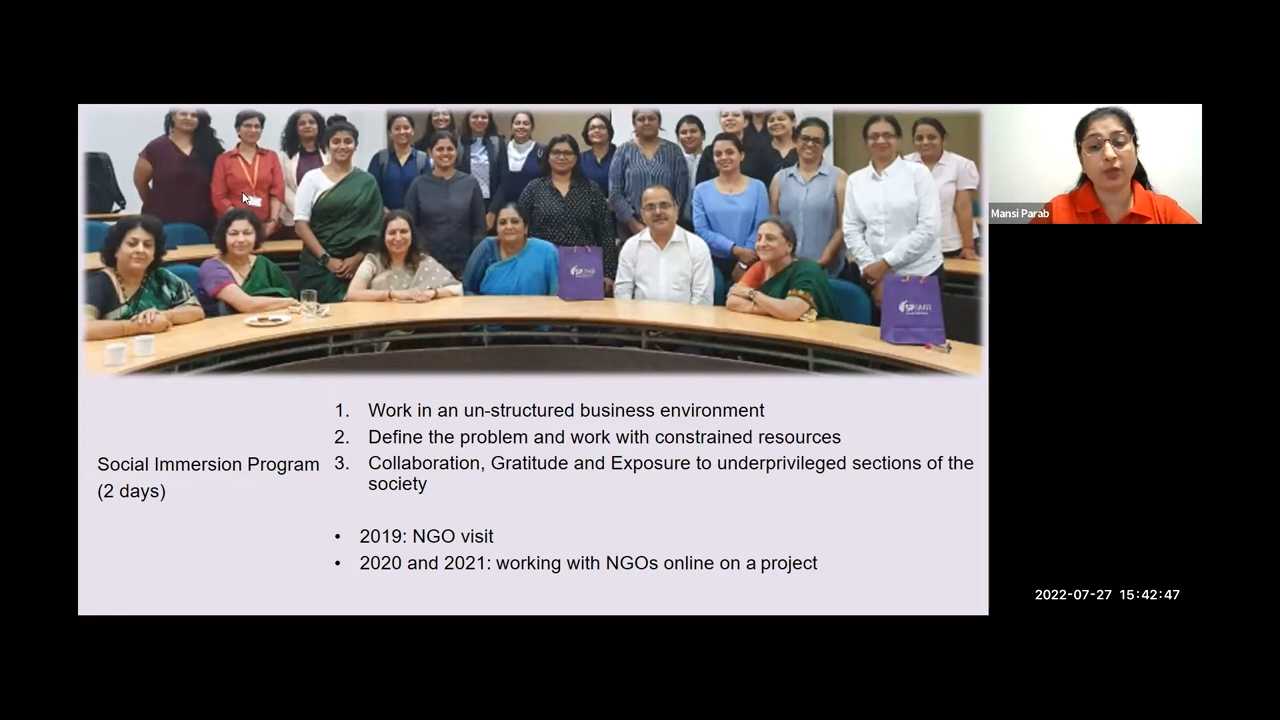 SPJIMR
SPJIMR
Mansi Parab
1. Work in an un-structured business environment
2. Define the problem and work with constrained resources
Social Immersion Program
(2 days)
3. Collaboration, Gratitude and Exposure to underprivileged sections of the
society
• 2019: NGO visit
• 2020 and 2021: working with NGOs online on a project
2022-07-27 15:42:47